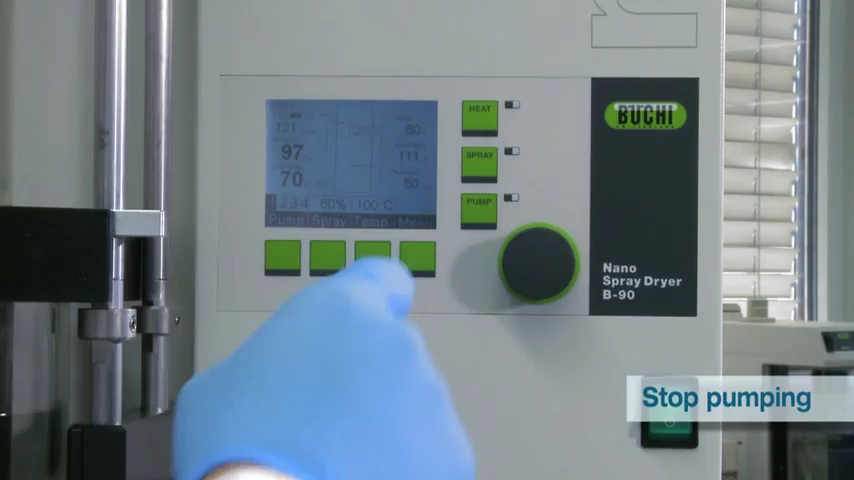 BÜCHI
HEAT
SPRAY
PUMP
121
60
97
111
70
50
60% 100°C
Pump Spray Temp Menu
Nano
Spray Dryer
B-90
Stop pumping